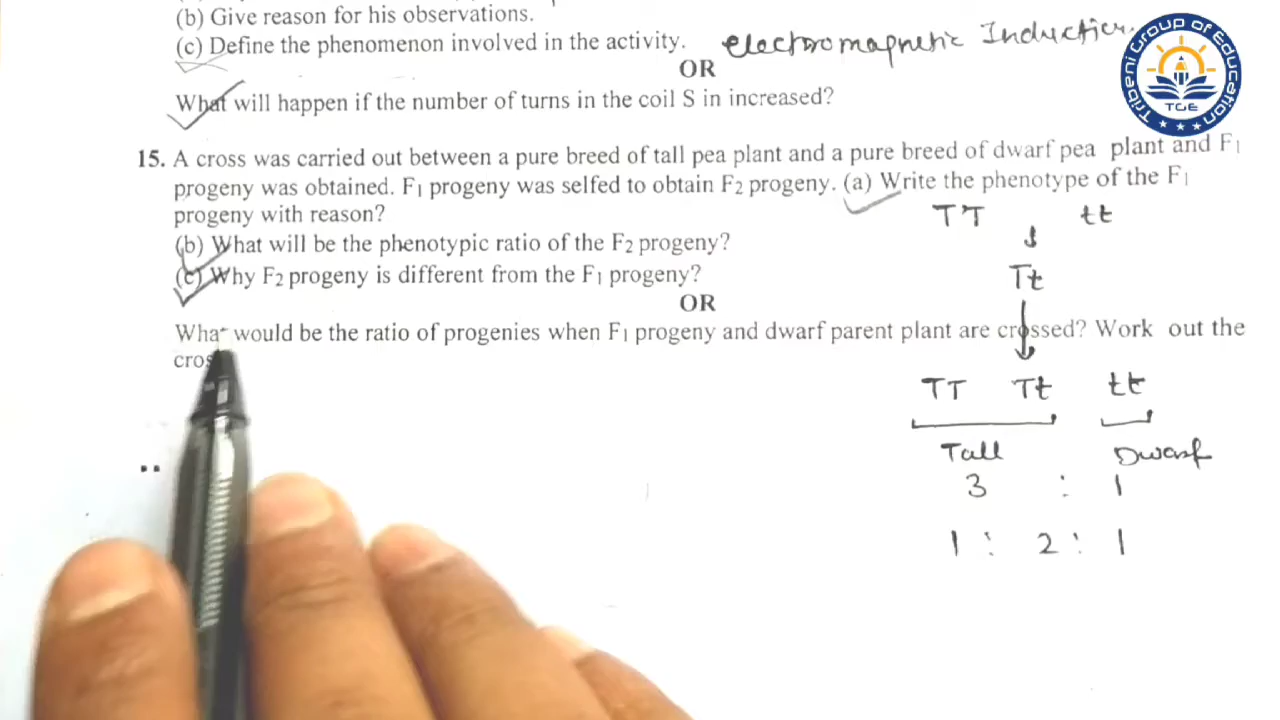 (b) Give reason for his observations.
(c) Define the phenomenon involved in the activity. electromagnetic Induction.
OR
What will happen if the number of turns in the coil S in increased?
15. A cross was carried out between a pure breed of tall pea plant and a pure breed of dwarf pea plant and F1
progeny was obtained. F1 progeny was selfed to obtain F2 progeny. (a) Write the phenotype of the F1
progeny with reason?
TT tt
(b) What will be the phenotypic ratio of the F2 progeny?
(c) Why F2 progeny is different from the F1 progeny?
Tt
OR
What would be the ratio of progenies when F1 progeny and dwarf parent plant are crossed? Work out the
TT Tt tt
Tall Dwarf
3 : 1
1 : 2 : 1
Tribeni Group of Education
TGE